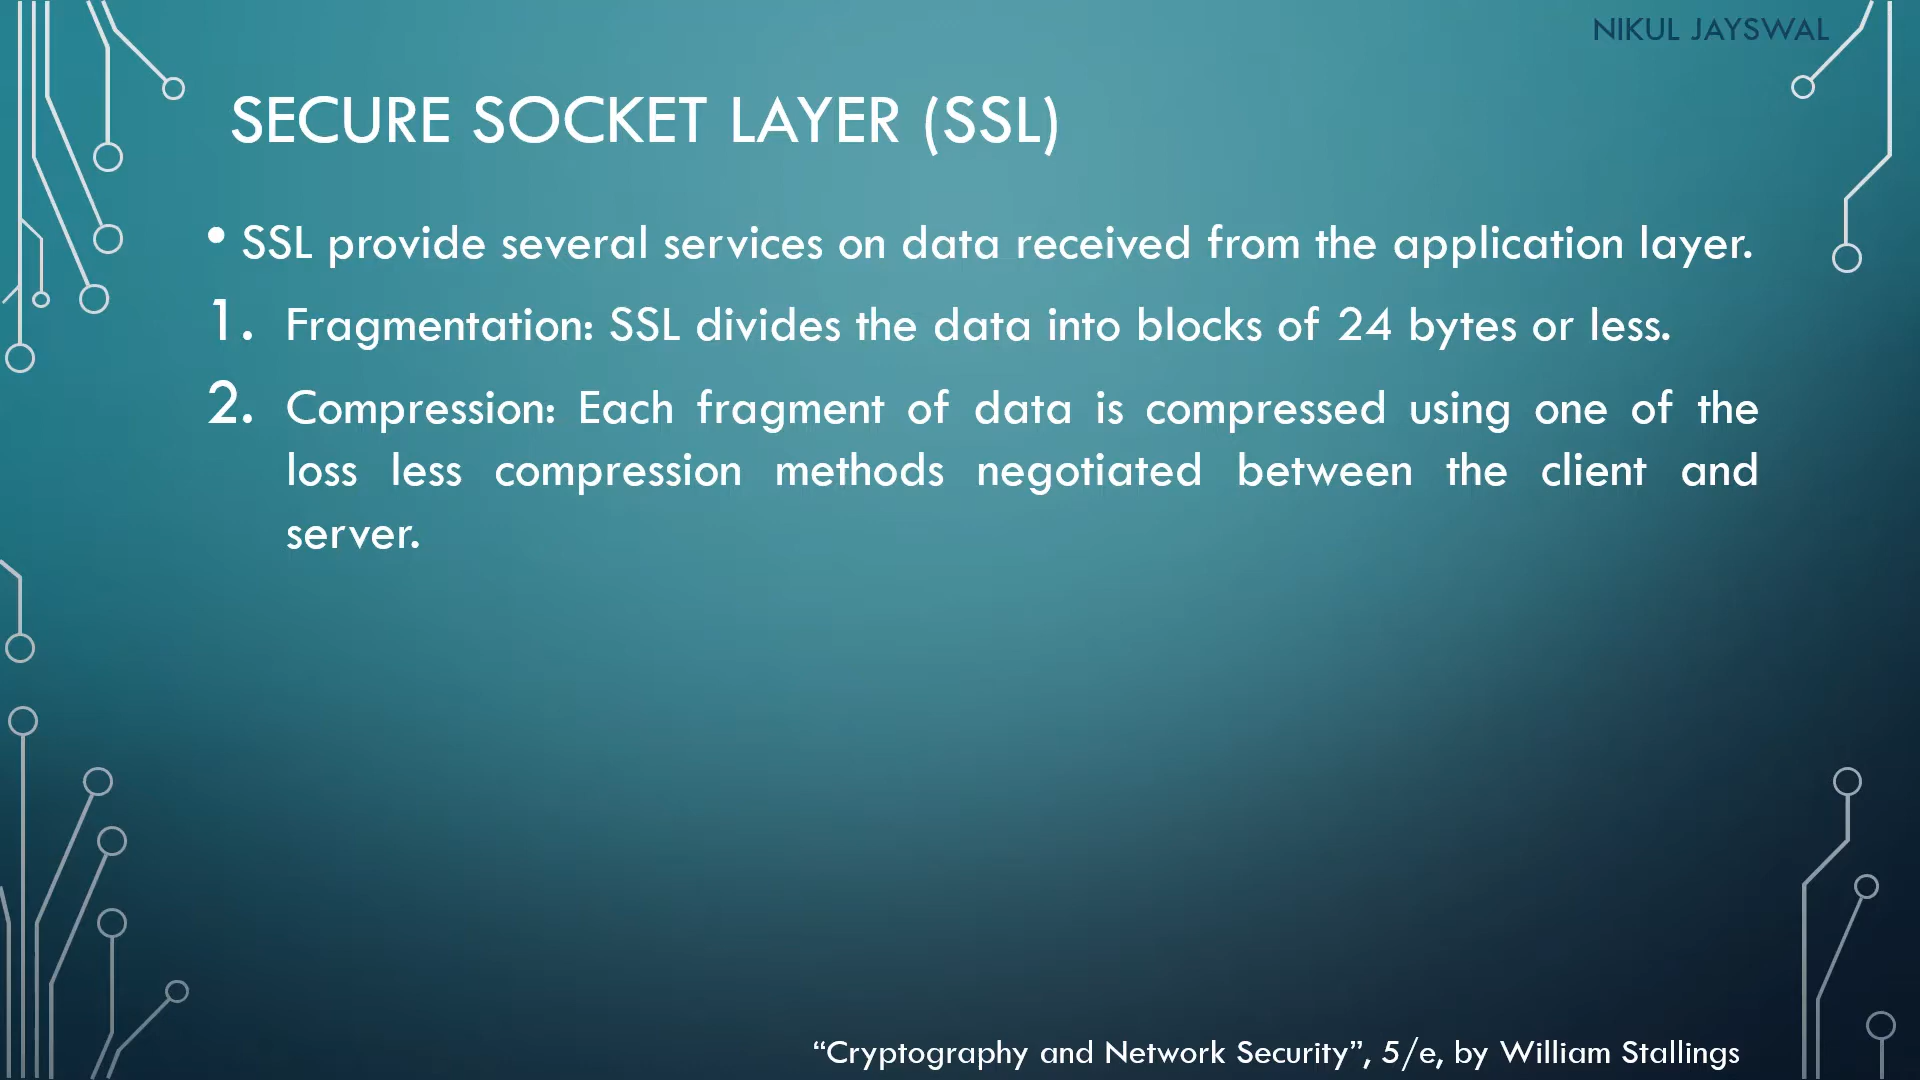 NIKUL JAYSWAL
SECURE SOCKET LAYER (SSL)
• SSL provide several services on data received from the application layer.
1. Fragmentation: SSL divides the data into blocks of 24 bytes or less.
2. Compression: Each fragment of data is compressed using one of the
loss less compression methods negotiated between the client and
server.
“Cryptography and Network Security”, 5/e, by William Stallings